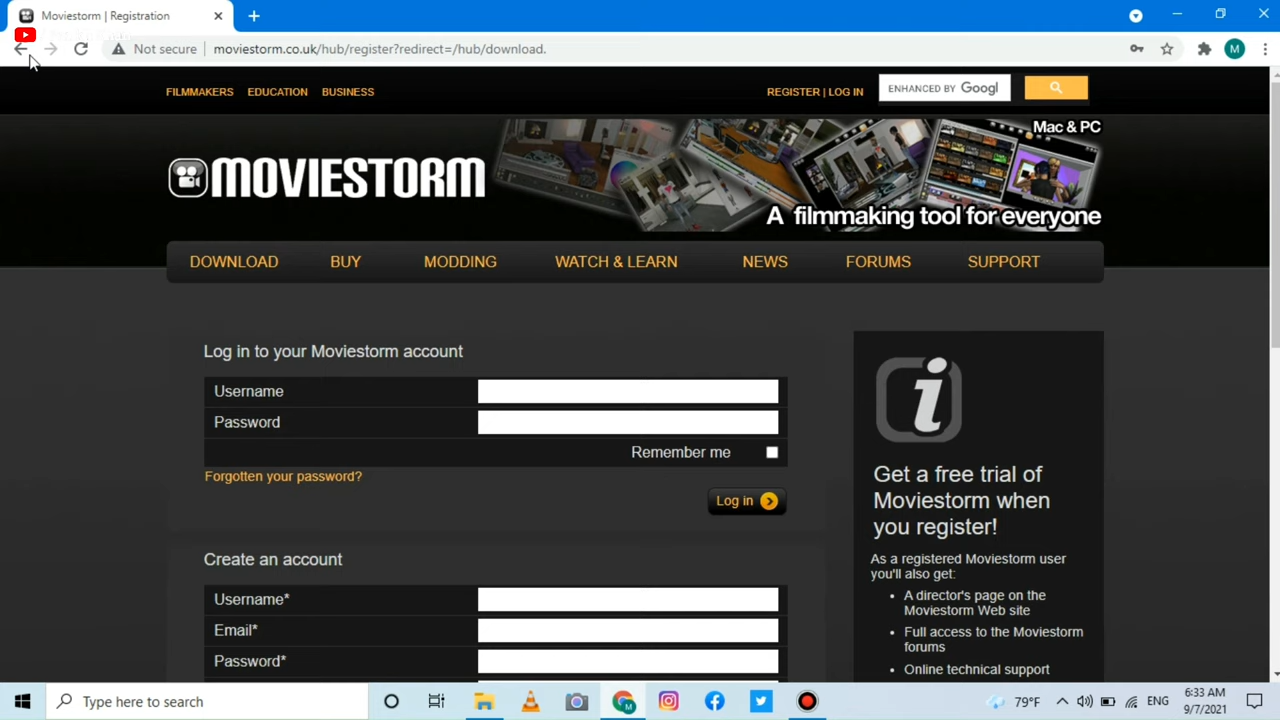 Moviestorm | Registration
Not secure
moviestorm.co.uk/hub/register?redirect=/hub/download.
M
FILMMAKERS EDUCATION BUSINESS
REGISTER | LOG IN
ENHANCED BY Googl
Mac & PC
MOVIESTORM
A filmmaking tool for everyone
DOWNLOAD BUY MODDING WATCH & LEARN NEWS FORUMS SUPPORT
Log in to your Moviestorm account
Username
Password
Remember me
Forgotten your password?
Log in
Create an account
Username*
Email*
Password*
i
Get a free trial of
Moviestorm when
you register!
As a registered Moviestorm user
you'll also get:
• A director's page on the
Moviestorm Web site
• Full access to the Moviestorm
forums
• Online technical support
Type here to search
79°F
ENG
6:33 AM
9/7/2021